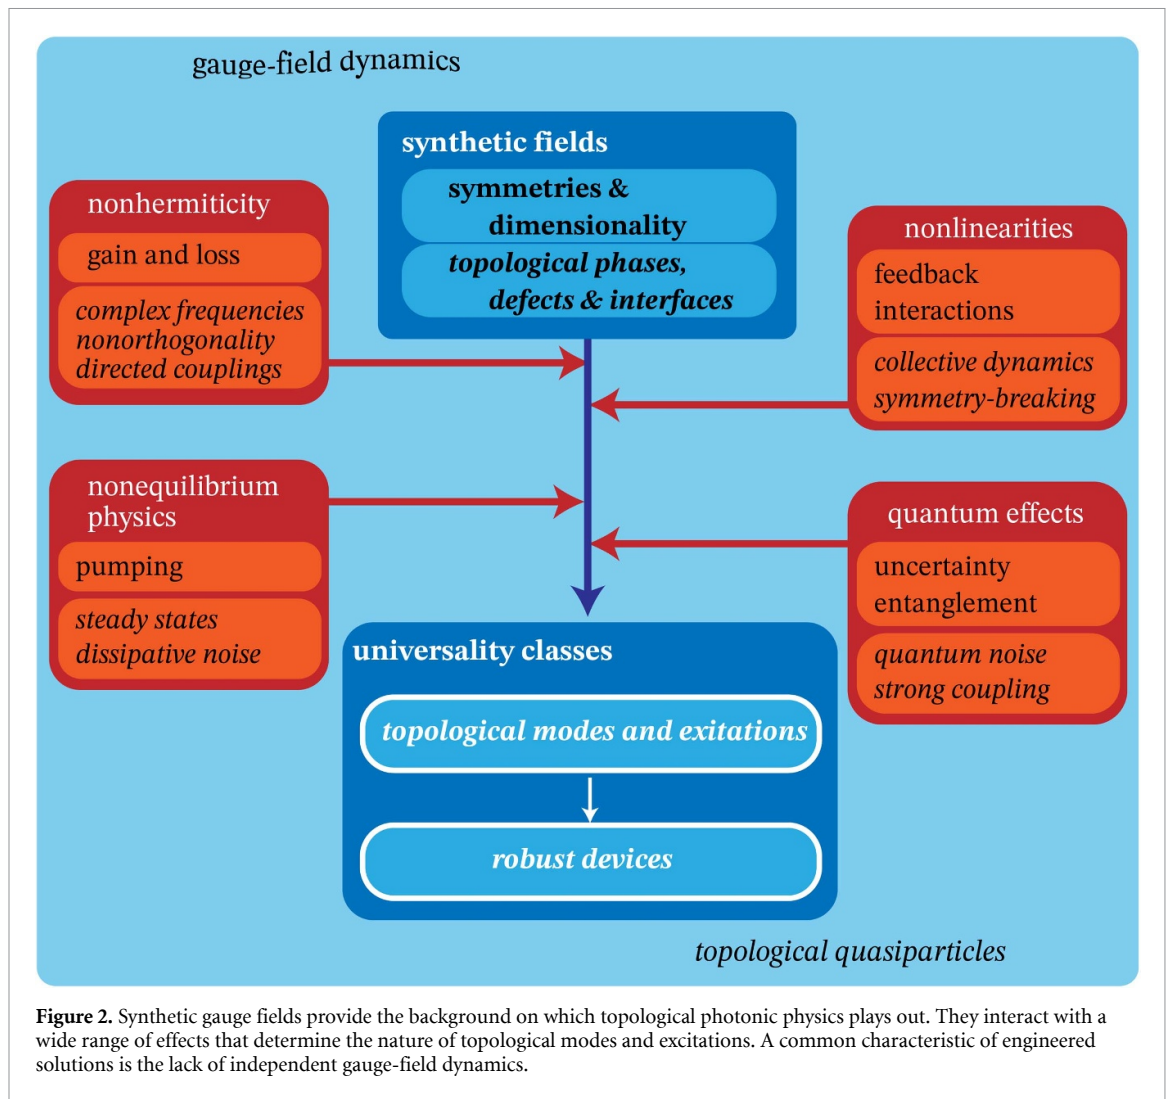 gauge-field dynamics
synthetic fields
symmetries &
dimensionality
topological phases,
defects & interfaces
nonhermiticity
gain and loss
complex frequencies
nonorthogonality
directed couplings
nonlinearities
feedback
interactions
collective dynamics
symmetry-breaking
nonequilibrium
physics
pumping
steady states
dissipative noise
quantum effects
uncertainty
entanglement
quantum noise
strong coupling
universality classes
topological modes and exitations
robust devices
topological quasiparticles
Figure 2. Synthetic gauge fields provide the background on which topological photonic physics plays out. They interact with a
wide range of effects that determine the nature of topological modes and excitations. A common characteristic of engineered
solutions is the lack of independent gauge-field dynamics.